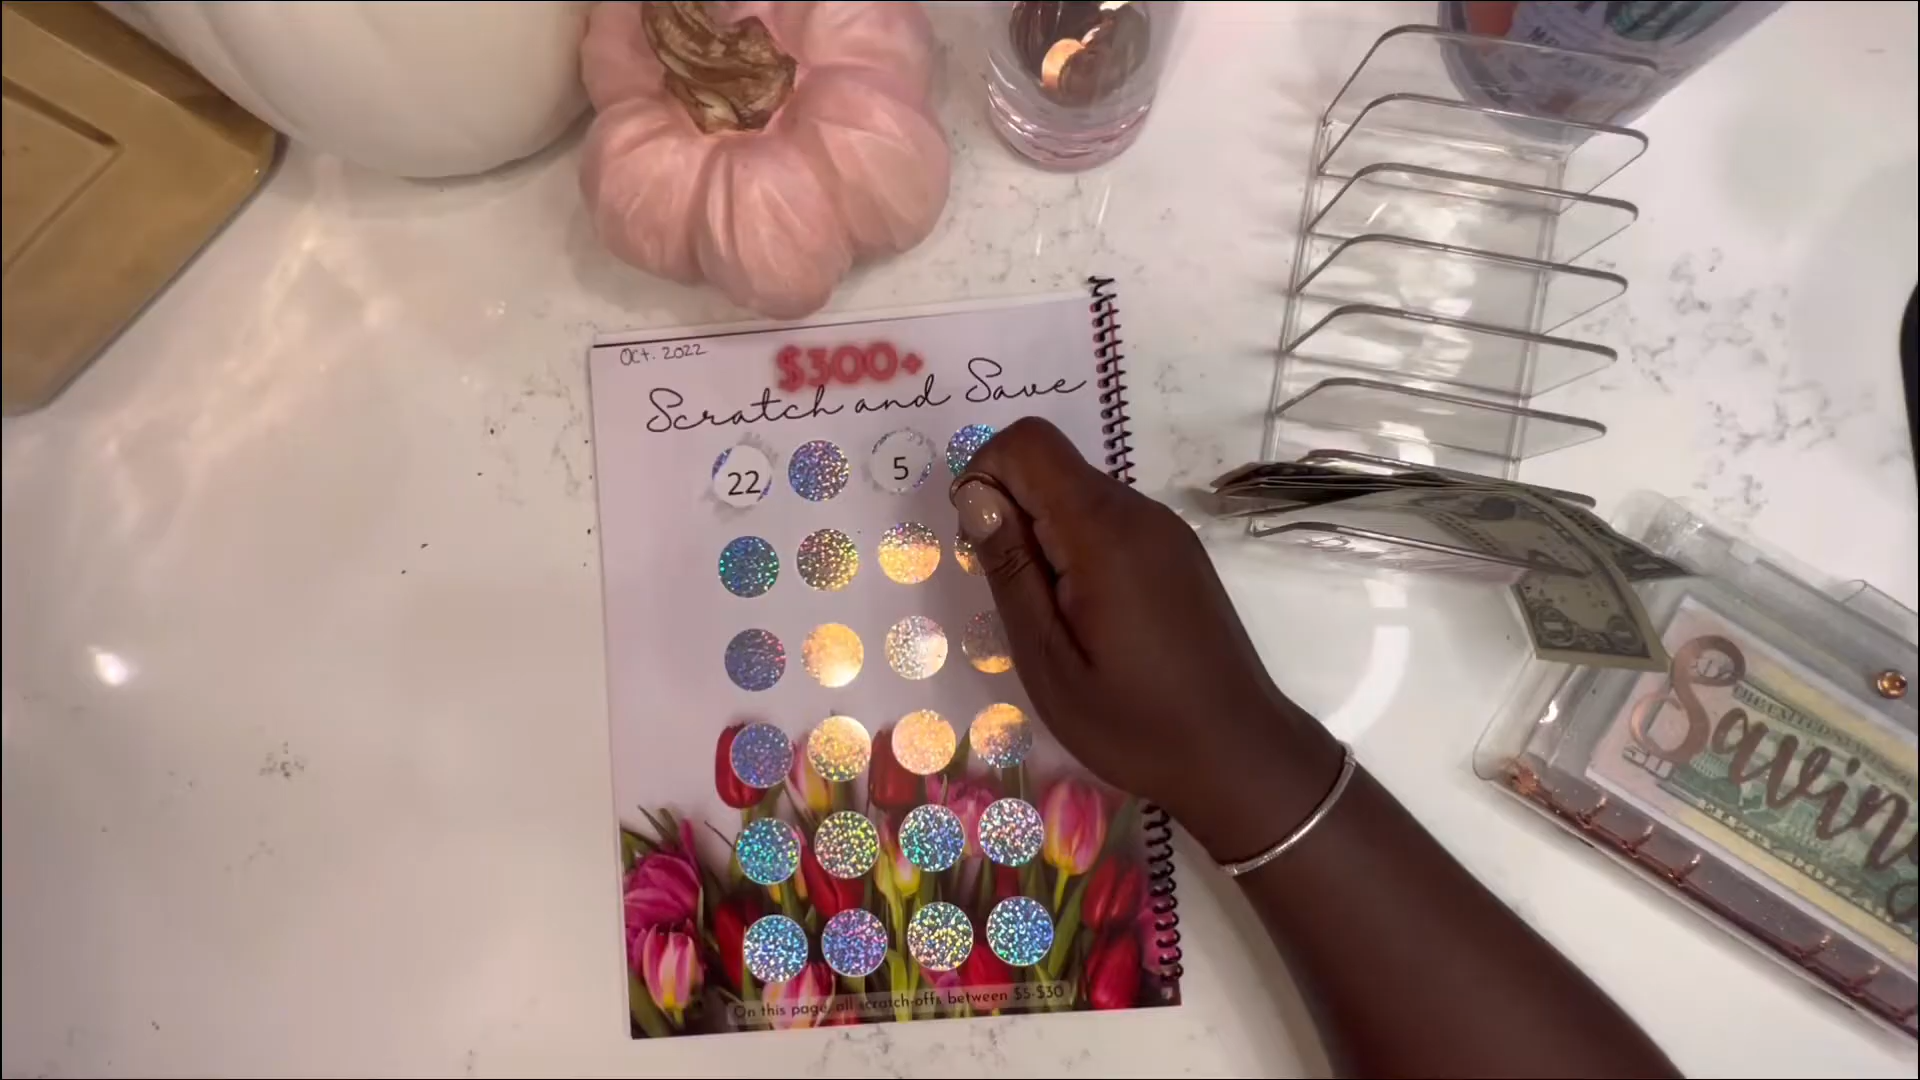 Oct. 2022
$300+
Scratch and Save
22
5
On this page, all scratch-offs between $5-$30
Savin